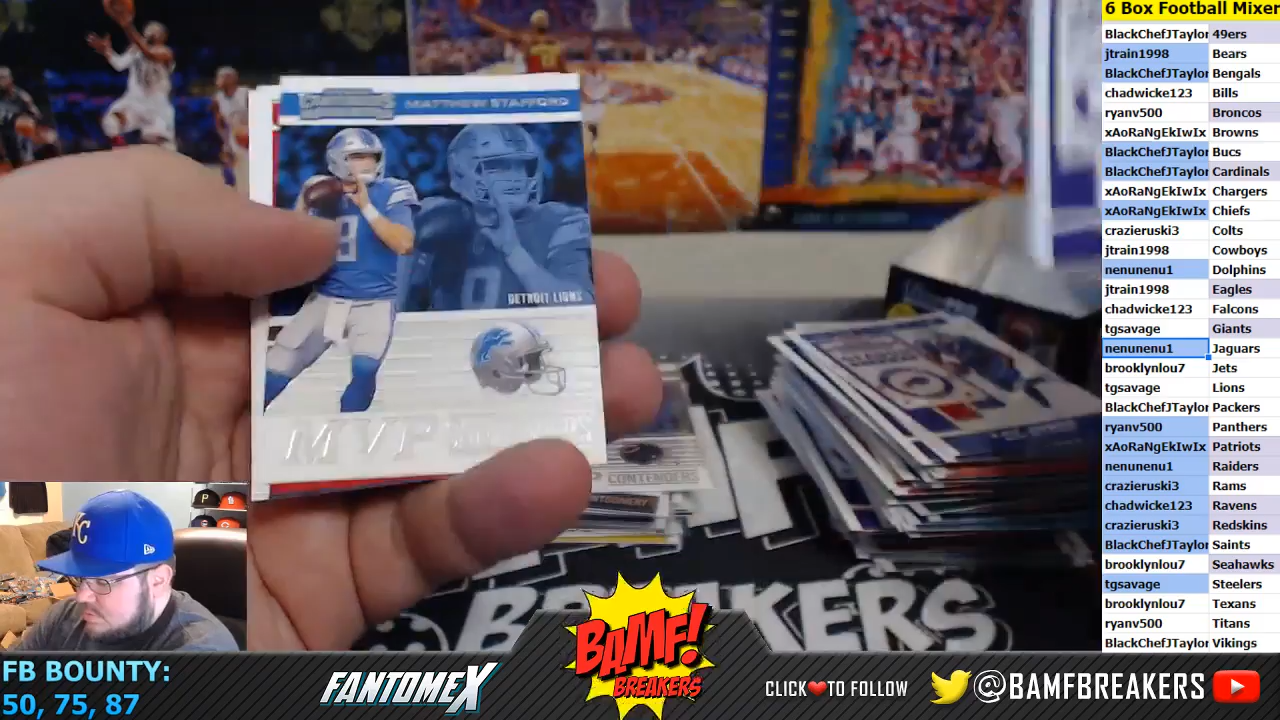 6 Box Football Mixer
BlackChefJTaylor 49ers
jtrain1998 Bears
BlackChefJTaylor Bengals
chadwicke123 Bills
ryanv500 Broncos
xAoRaNgEkIwIx Browns
BlackChefJTaylor Bucs
BlackChefJTaylor Cardinals
xAoRaNgEkIwIx Chargers
xAoRaNgEkIwIx Chiefs
crazieruski3 Colts
jtrain1998 Cowboys
nenunenu1 Dolphins
jtrain1998 Eagles
chadwicke123 Falcons
tgsavage Giants
nenunenu1 Jaguars
brooklynlou7 Jets
tgsavage Lions
BlackChefJTaylor Packers
ryanv500 Panthers
xAoRaNgEkIwIx Patriots
nenunenu1 Raiders
crazieruski3 Rams
chadwicke123 Ravens
crazieruski3 Redskins
BlackChefJTaylor Saints
brooklynlou7 Seahawks
tgsavage Steelers
brooklynlou7 Texans
ryanv500 Titans
BlackChefJTaylor Vikings
MATTHEW STAFFORD
9
9
DETROIT LIONS
MVP
CONTENDERS
KC
P
BREAKERS
BAMF!
BREAKERS
FB BOUNTY:
50, 75, 87
FANTOMEX
CLICK TO FOLLOW
@BAMFBREAKERS